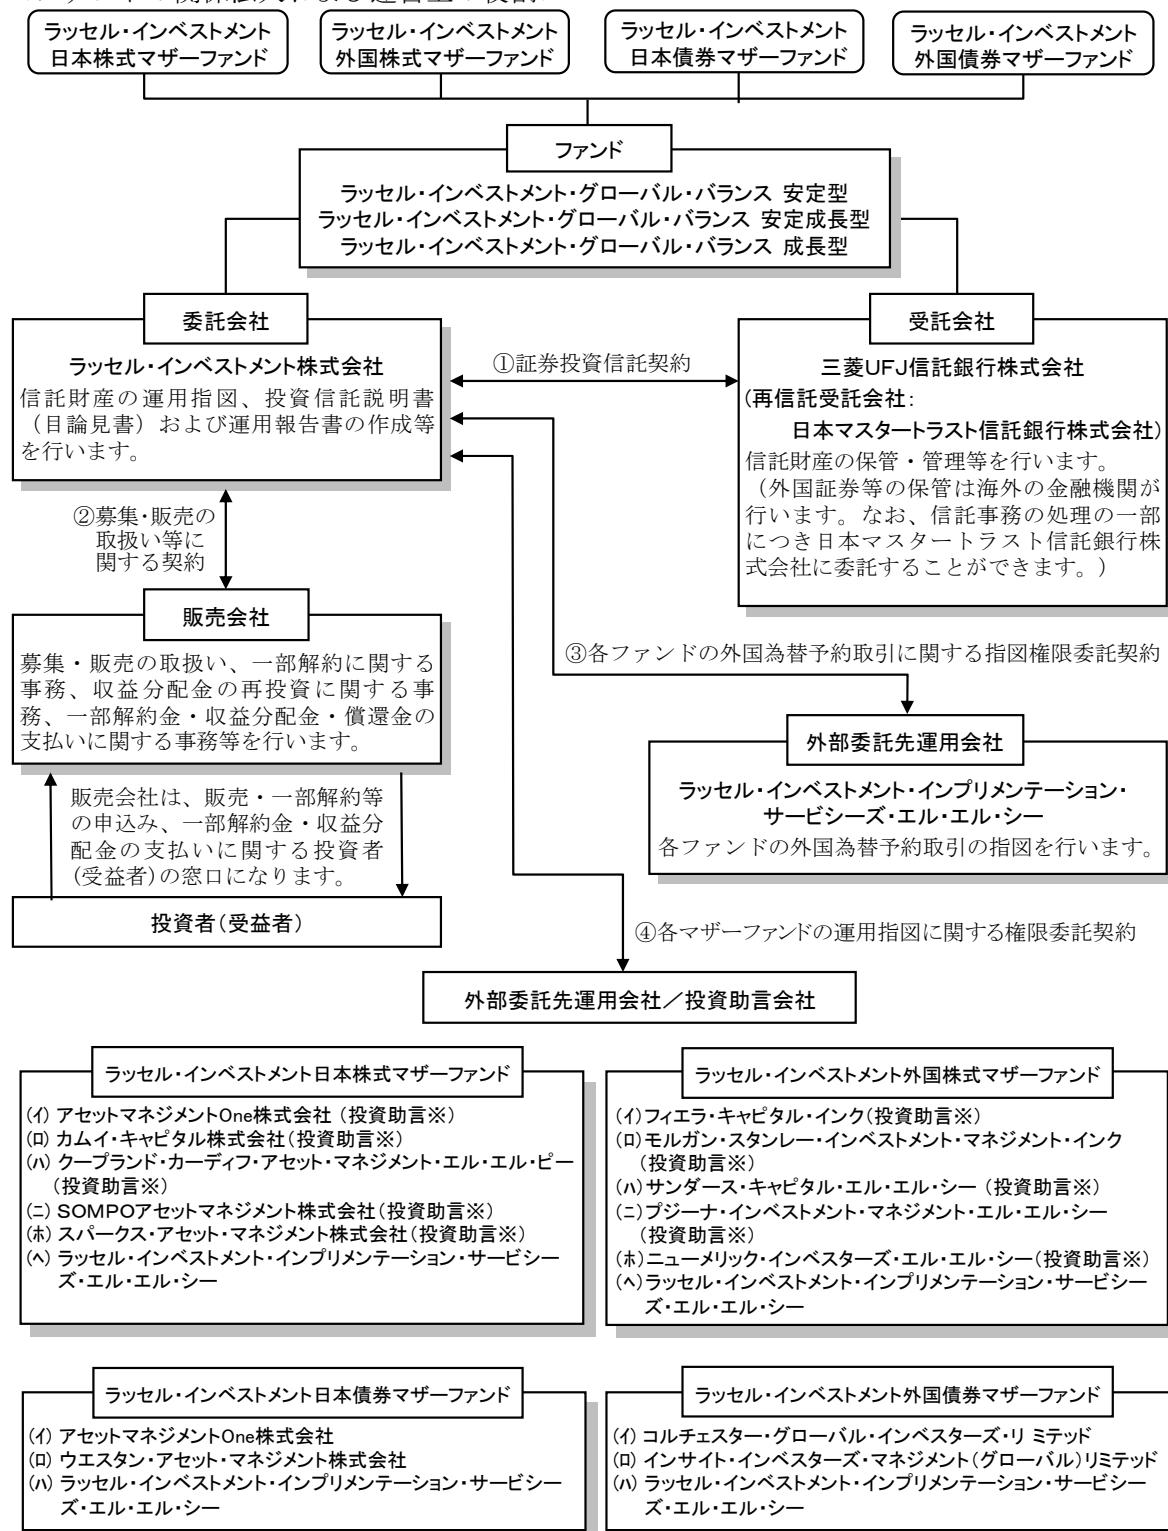 ラッセル・インベストメント
日本株式マザーファンド
ラッセル・インベストメント
外国株式マザーファンド
ラッセル・インベストメント
日本債券マザーファンド
ラッセル・インベストメント
外国債券マザーファンド
ファンド
ラッセル・インベストメント・グローバル・バランス 安定型
ラッセル・インベストメント・グローバル・バランス 安定成長型
ラッセル・インベストメント・グローバル・バランス 成長型
委託会社
ラッセル・インベストメント株式会社
信託財産の運用指図、投資信託説明書
（目論見書）および運用報告書の作成等
を行います。
①証券投資信託契約
受託会社
三菱UFJ信託銀行株式会社
(再信託受託会社：
日本マスタートラスト信託銀行株式会社)
信託財産の保管・管理等を行います。
（外国証券等の保管は海外の金融機関が
行います。なお、信託事務の処理の一部
につき日本マスタートラスト信託銀行株
式会社に委託することができます。）
②募集・販売の
取扱い等に
関する契約
販売会社
募集・販売の取扱い、一部解約に関する
事務、収益分配金の再投資に関する事
務、一部解約金・収益分配金・償還金の
支払いに関する事務等を行います。
③各ファンドの外国為替予約取引に関する指図権限委託契約
外部委託先運用会社
ラッセル・インベストメント・インプリメンテーション・
サービシーズ・エル・エル・シー
各ファンドの外国為替予約取引の指図を行います。
販売会社は、販売・一部解約等
の申込み、一部解約金・収益分
配金の支払いに関する投資者
(受益者)の窓口になります。
投資者（受益者）
④各マザーファンドの運用指図に関する権限委託契約
外部委託先運用会社／投資助言会社
ラッセル・インベストメント日本株式マザーファンド
(イ) アセットマネジメントOne株式会社（投資助言※）
(ロ) カムイ・キャピタル株式会社（投資助言※）
(ハ) クープランド・カーディフ・アセット・マネジメント・エル・エル・ピー
（投資助言※）
(ニ) SOMPOアセットマネジメント株式会社（投資助言※）
(ホ) スパークス・アセット・マネジメント株式会社（投資助言※）
(ヘ) ラッセル・インベストメント・インプリメンテーション・サービシー
ズ・エル・エル・シー
ラッセル・インベストメント外国株式マザーファンド
(イ)フィエラ・キャピタル・インク（投資助言※）
(ロ)モルガン・スタンレー・インベストメント・マネジメント・インク
（投資助言※）
(ハ)サンダース・キャピタル・エル・エル・シー （投資助言※）
(ニ)プジーナ・インベストメント・マネジメント・エル・エル・シー
（投資助言※）
(ホ)ニューメリック・インベスターズ・エル・エル・シー（投資助言※）
(ヘ)ラッセル・インベストメント・インプリメンテーション・サービシー
ズ・エル・エル・シー
ラッセル・インベストメント日本債券マザーファンド
(イ) アセットマネジメントOne株式会社
(ロ) ウエスタン・アセット・マネジメント株式会社
(ハ) ラッセル・インベストメント・インプリメンテーション・サービシー
ズ・エル・エル・シー
ラッセル・インベストメント外国債券マザーファンド
(イ) コルチェスター・グローバル・インベスターズ・リ ミテッド
(ロ) インサイト・インベスターズ・マネジメント（グローバル）リミテッド
(ハ) ラッセル・インベストメント・インプリメンテーション・サービシー
ズ・エル・エル・シー